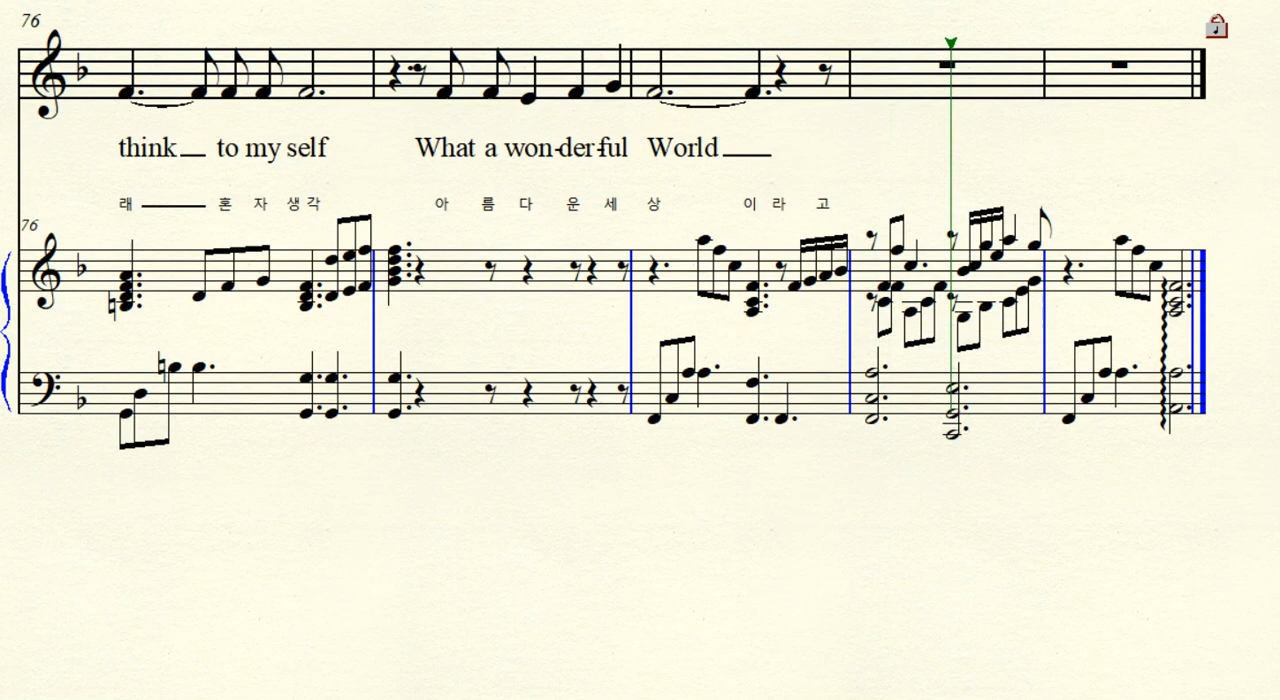 76
think to my self What a won-der-ful World
래 혼 자 생 각 아 름 다 운 세 상 이 라 고
76